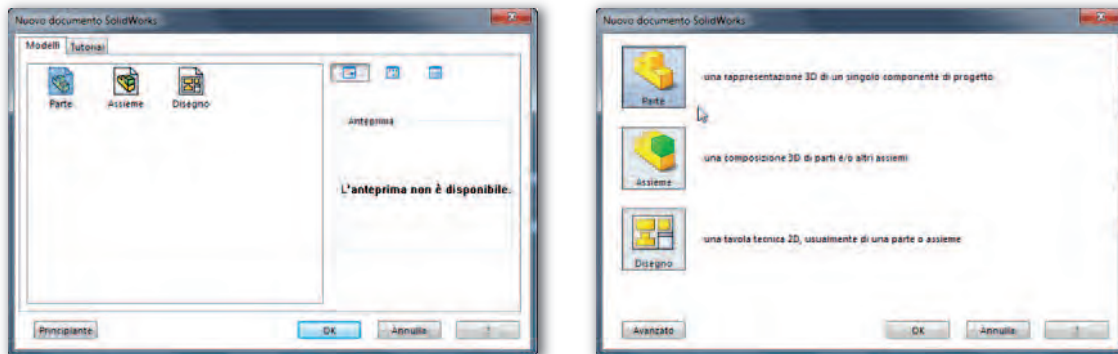 Nuovo documento SolidWorks
Modelli Tutorial
Parte Assieme Disegno
Anteprima
L'anteprima non è disponibile.
Principiante OK Annulla ?
Nuovo documento SolidWorks
una rappresentazione 3D di un singolo componente di progetto
Parte
una composizione 3D di parti e/o altri assiemi
Assieme
una tavola tecnica 2D, usualmente di una parte o assieme
Disegno
Avanzato OK Annulla ?